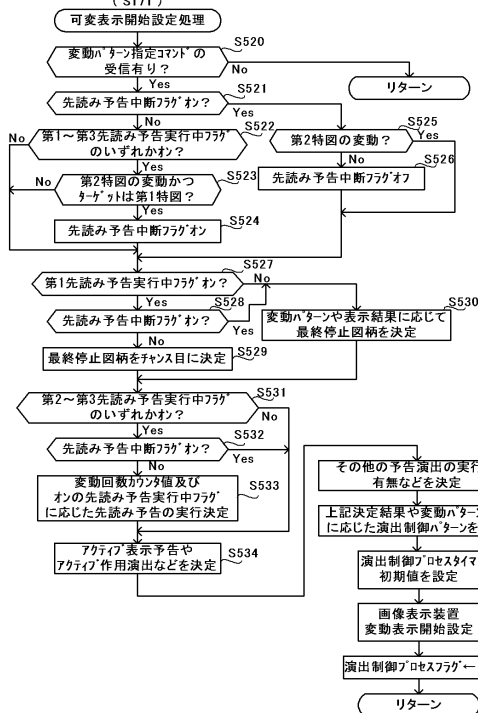 (S171)
可変表示開始設定処理
変動パターン指定コマンドの
受信有り?
S520
No
Yes
リターン
先読み予告中断フラグオン?
S521
Yes
No
第1～第3先読み予告実行中フラグ
のいずれかオン?
S522
No
Yes
第2特図の変動?
S525
Yes
No
第2特図の変動かつ
ターゲットは第1特図?
S523
No
Yes
先読み予告中断フラグオフ
S526
先読み予告中断フラグオン
S524
第1先読み予告実行中フラグオン?
S527
No
Yes
先読み予告中断フラグオン?
S528
Yes
No
変動パターンや表示結果に応じて
最終停止図柄を決定
S530
最終停止図柄をチャンス目に決定
S529
第2～第3先読み予告実行中フラグ
のいずれかオン?
S531
No
Yes
先読み予告中断フラグオン?
S532
Yes
No
変動回数カウンタ値及び
オンの先読み予告実行中フラグ
に応じた先読み予告の実行決定
S533
アクティブ表示予告や
アクティブ作用演出などを決定
S534
その他の予告演出の実行
有無などを決定
上記決定結果や変動パターン
に応じた演出制御パターンを
演出制御プロセスタイマ
初期値を設定
画像表示装置
変動表示開始設定
演出制御プロセスフラグ←
リターン